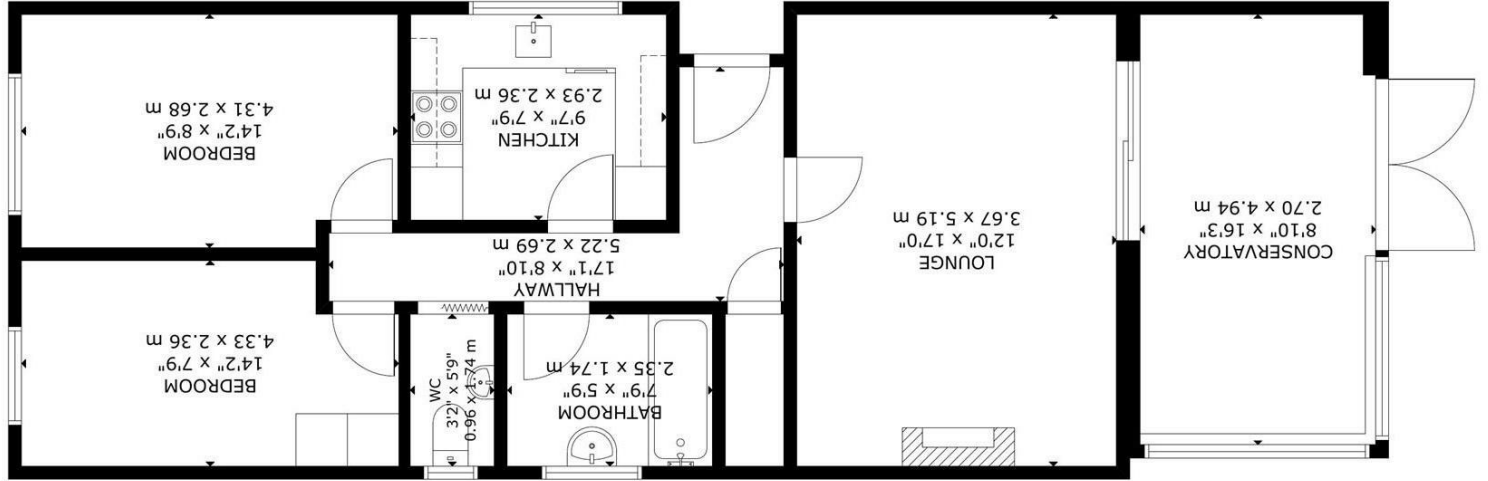 CONSERVATORY
8'10" x 16'3"
2.70 x 4.94 m
LOUNGE
12'0" x 17'0"
3.67 x 5.19 m
BATHROOM
7'9" x 5'9"
2.35 x 1.74 m
WC
3'2" x 5'9"
0.96 x 1.74 m
BEDROOM
14'2" x 7'9"
4.33 x 2.36 m
HALLWAY
17'1" x 8'10"
5.22 x 2.69 m
KITCHEN
9'7" x 7'9"
2.93 x 2.36 m
BEDROOM
14'2" x 8'9"
4.31 x 2.68 m